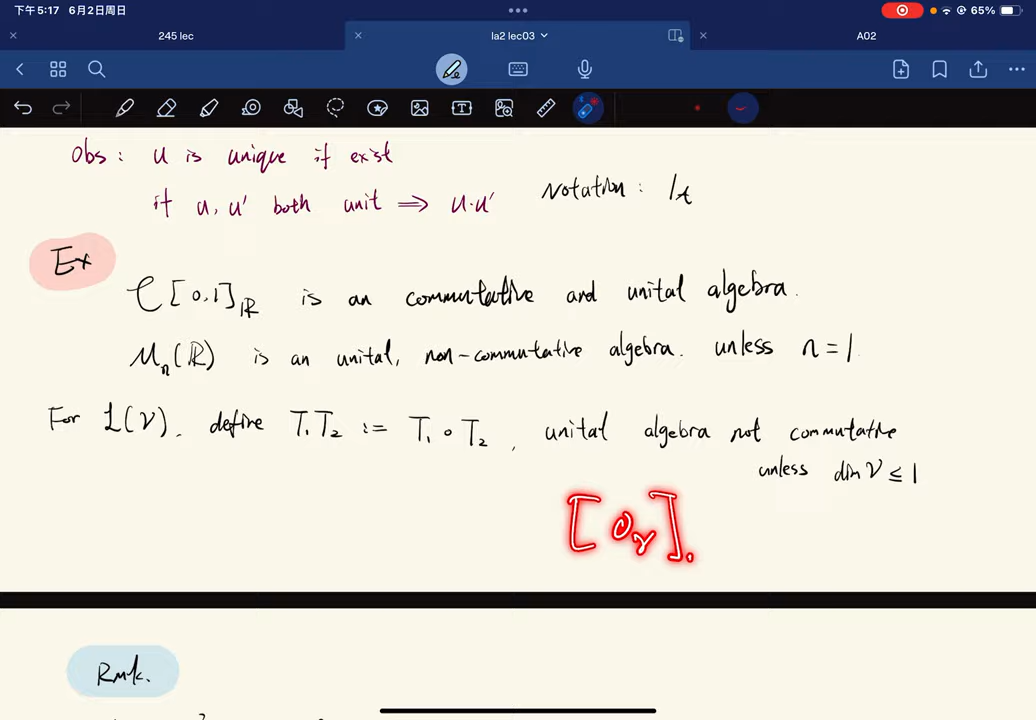 下午5:17 6月2日周日
65%
245 lec
la2 lec03
A02
Obs: u is unique if exist
if u, u' both unit ⟹ u·u'
Notation: 1_A
Ex
C[0,1]_ℝ is an commutative and unital algebra.
M_n(ℝ) is an unital, non-commutative algebra. unless n=1.
For L(V), define T₁T₂ := T₁∘T₂, unital algebra not commutative
unless dim V ≤ 1
[0_V].
Rmk.